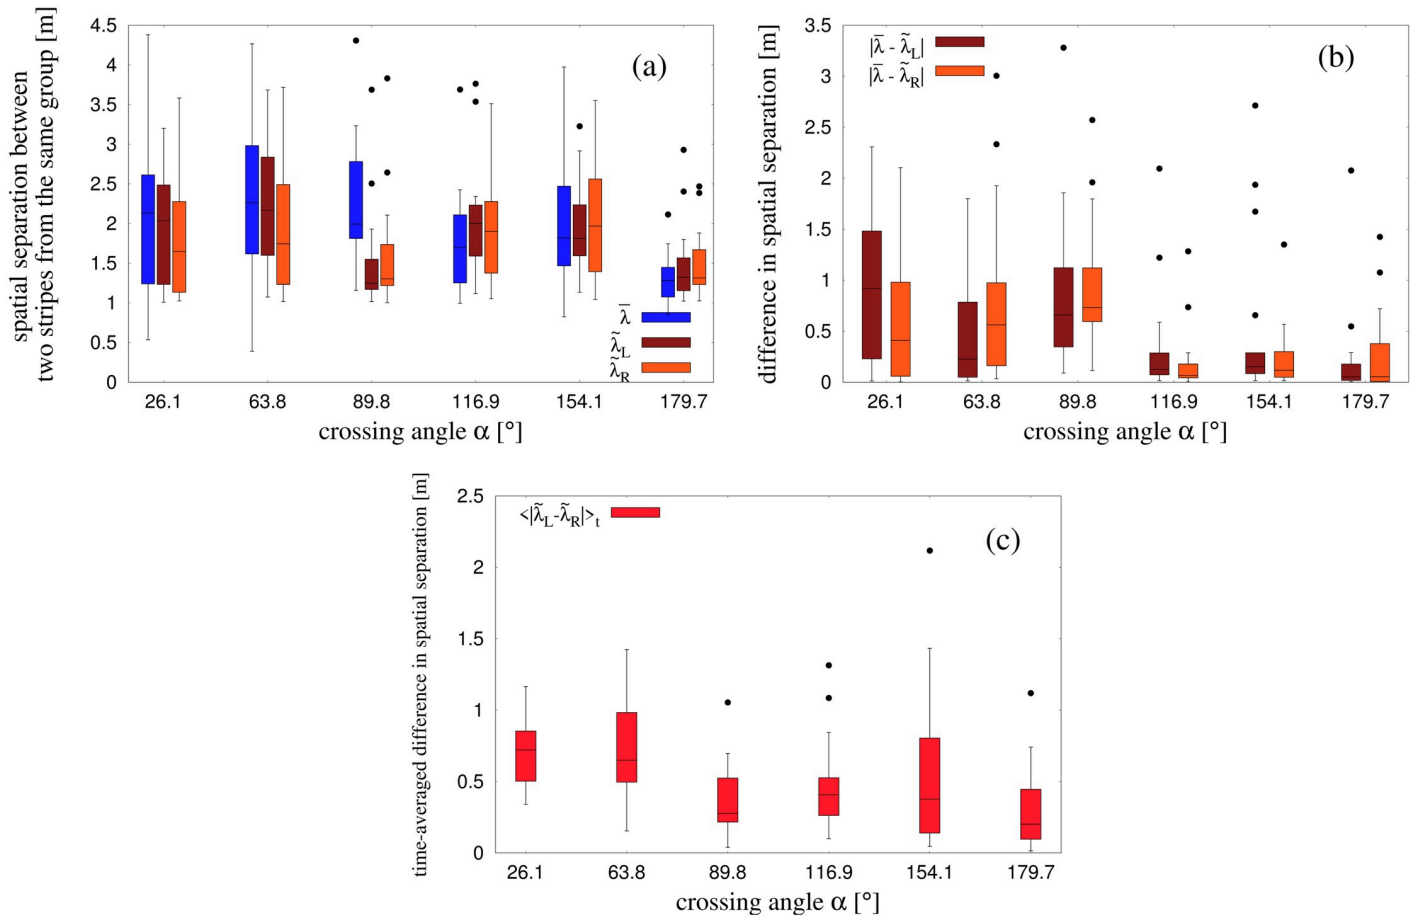 spatial separation between
two stripes from the same group [m]
4.5
4
3.5
3
2.5
2
1.5
1
0.5
0
(a)
λ̅
λ̃L
λ̃R
26.1 63.8 89.8 116.9 154.1 179.7
crossing angle α [°]
difference in spatial separation [m]
3.5
3
2.5
2
1.5
1
0.5
0
|λ̅ - λ̃L|
|λ̅ - λ̃R|
(b)
26.1 63.8 89.8 116.9 154.1 179.7
crossing angle α [°]
time-averaged difference in spatial separation [m]
2.5
2
1.5
1
0.5
0
<|λ̃L-λ̃R|>t
(c)
26.1 63.8 89.8 116.9 154.1 179.7
crossing angle α [°]